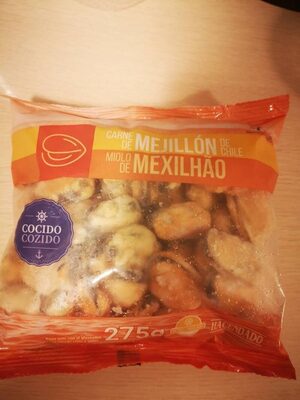 CARNE DE MEJILLÓN DE CHILE
MIOLO DE MEXILHÃO
COCIDO
COZIDO
275g
HACENDADO